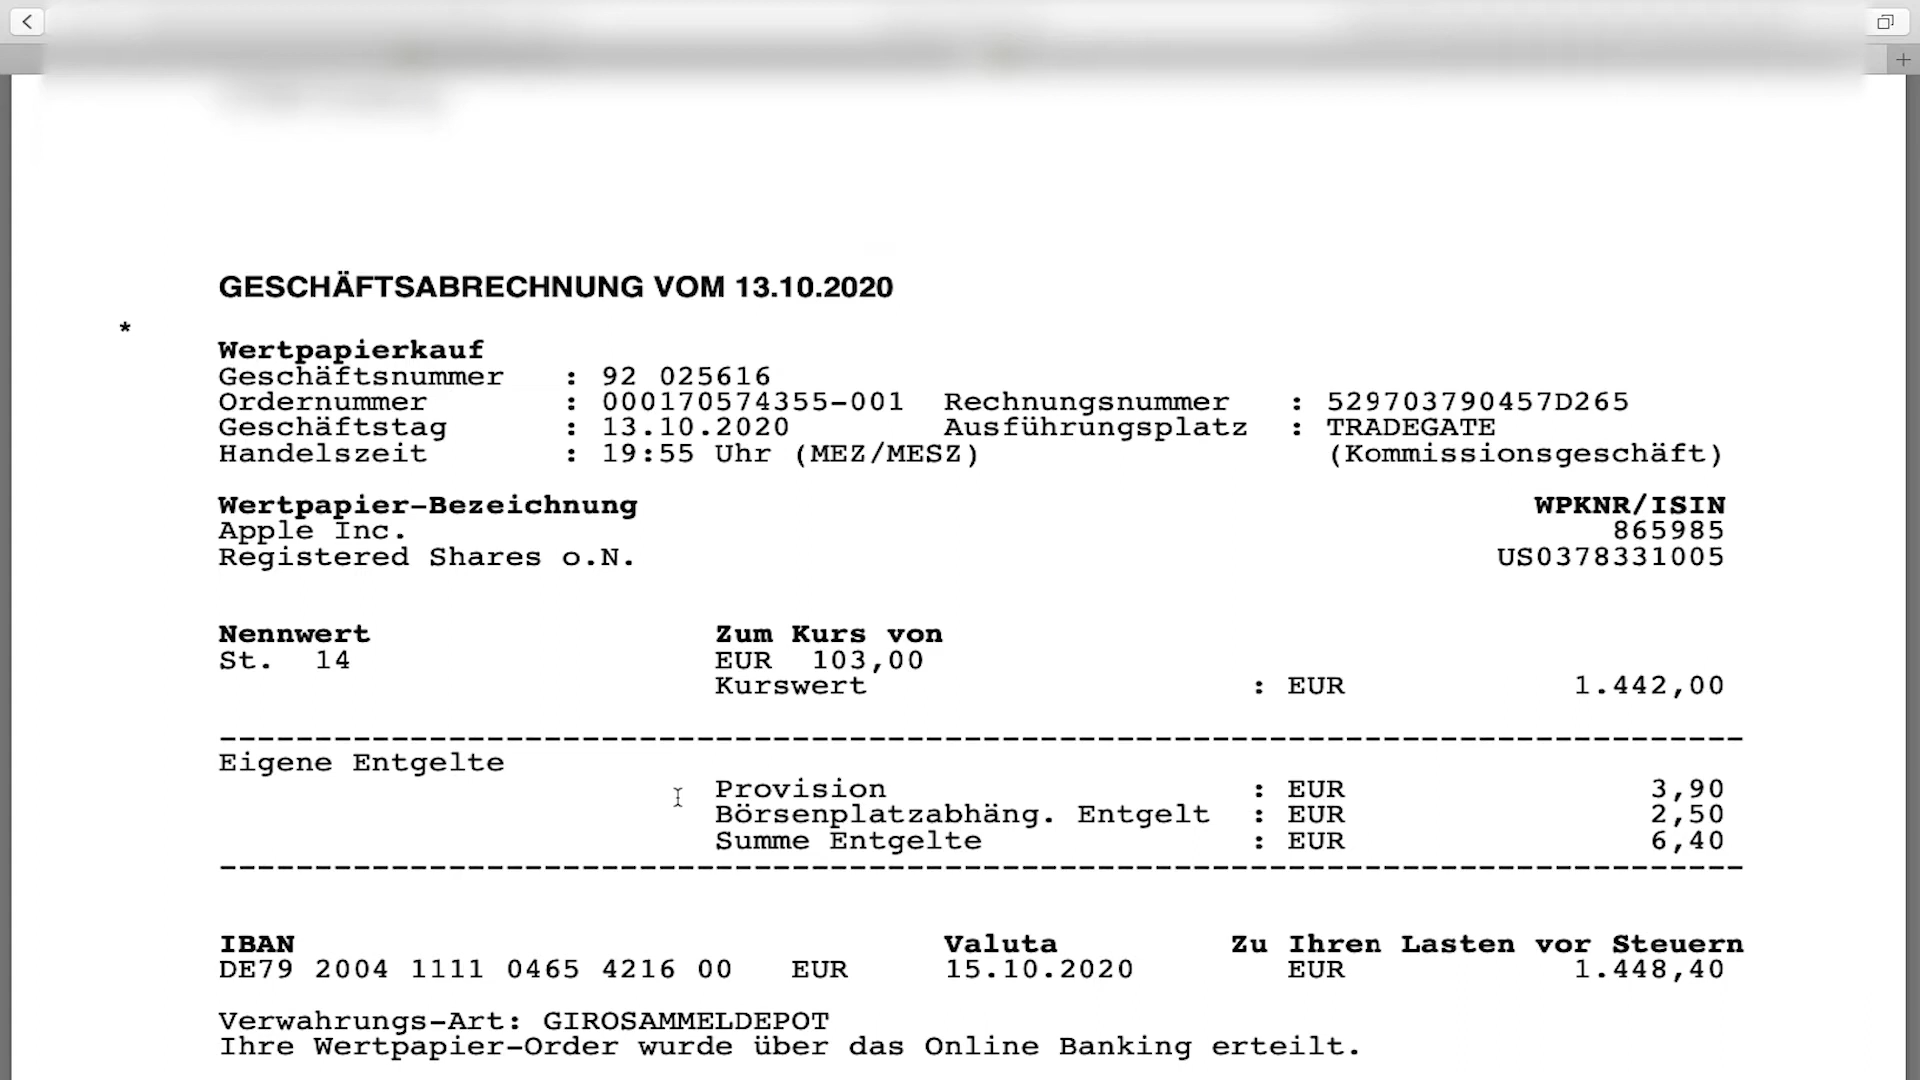 GESCHÄFTSABRECHNUNG VOM 13.10.2020
*
Wertpapierkauf
Geschäftsnummer : 92 025616
Ordernummer : 000170574355-001 Rechnungsnummer : 529703790457D265
Geschäftstag : 13.10.2020 Ausführungsplatz : TRADEGATE
Handelszeit : 19:55 Uhr (MEZ/MESZ) (Kommissionsgeschäft)
Wertpapier-Bezeichnung WPKNR/ISIN
Apple Inc. 865985
Registered Shares o.N. US0378331005
Nennwert Zum Kurs von
St. 14 EUR 103,00
Kurswert : EUR 1.442,00
--------------------------------------------------------------------------------
Eigene Entgelte
Provision : EUR 3,90
Börsenplatzabhäng. Entgelt : EUR 2,50
Summe Entgelte : EUR 6,40
--------------------------------------------------------------------------------
IBAN Valuta Zu Ihren Lasten vor Steuern
DE79 2004 1111 0465 4216 00 EUR 15.10.2020 EUR 1.448,40
Verwahrungs-Art: GIROSAMMELDEPOT
Ihre Wertpapier-Order wurde über das Online Banking erteilt.